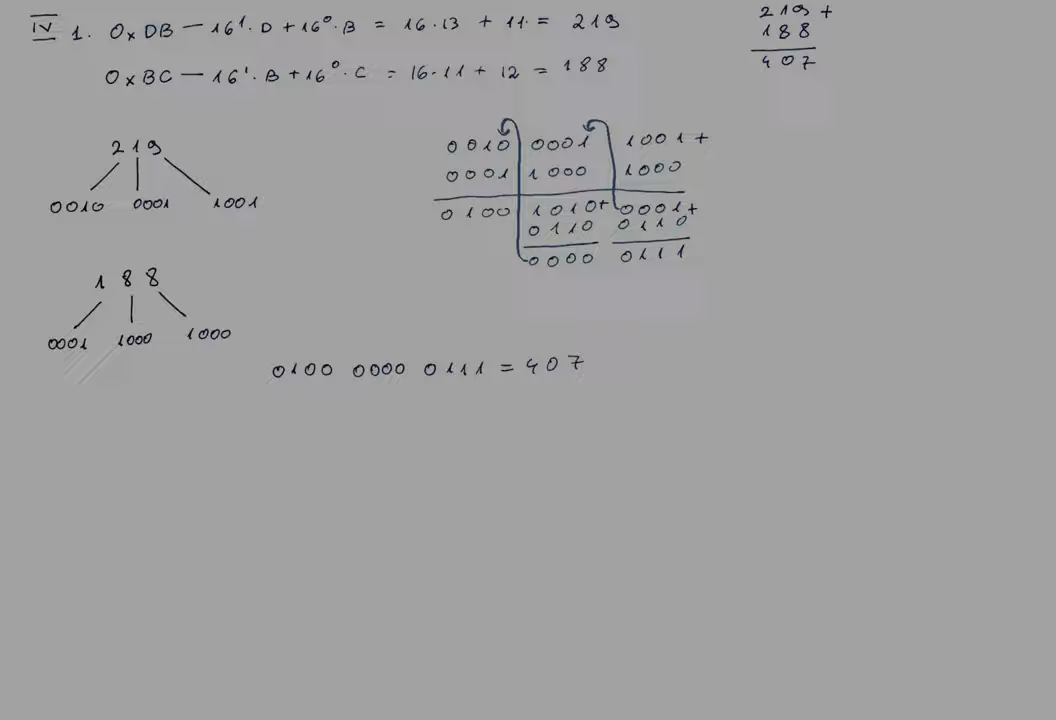 IV 1. 0xDB — 16¹·D + 16⁰·B = 16·13 + 11· = 219
0xBC — 16¹·B + 16⁰·C = 16·11 + 12 = 188
219 +
188
407
219
0010 0001 1001
188
0001 1000 1000
0010 0001 1001 +
0001 1000 1000
0100 1010+ 0001+
0110 0110
0000 0111
0100 0000 0111 = 407